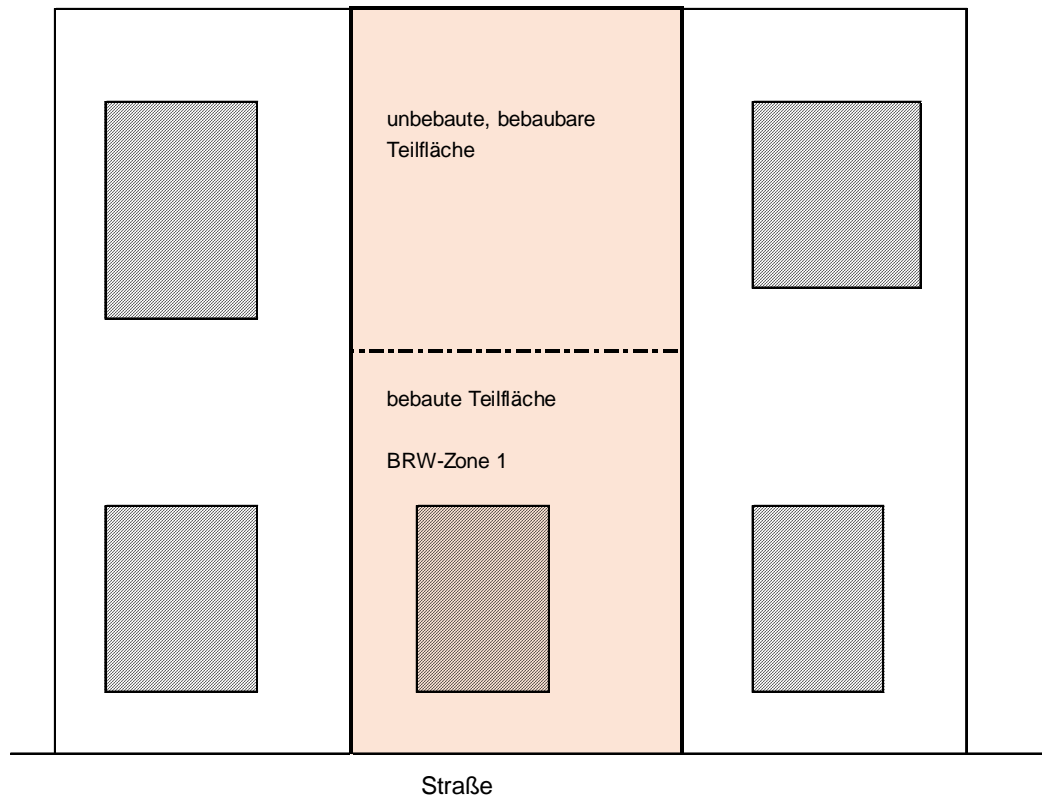 unbebaute, bebaubare
Teilfläche
bebaute Teilfläche
BRW-Zone 1
Straße